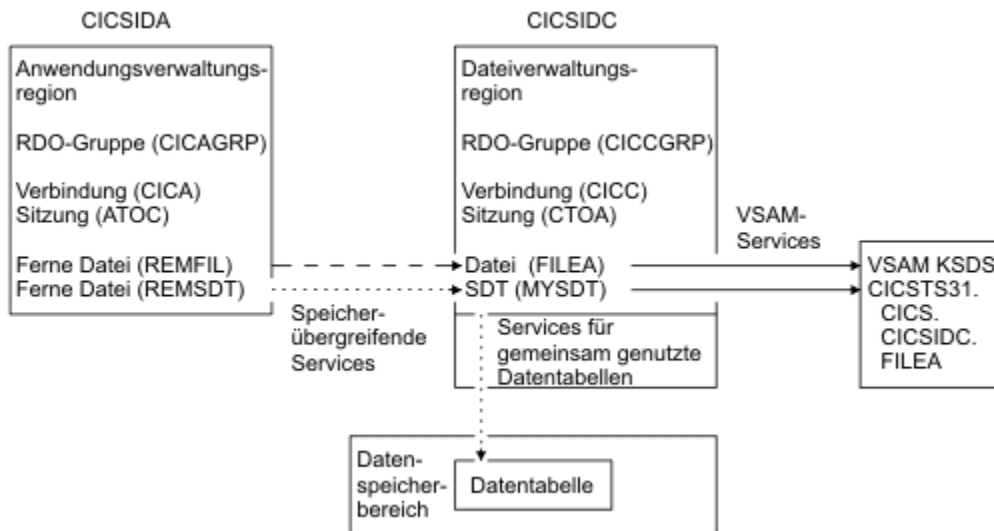 CICSIDA
Anwendungsverwaltungs-
region
RDO-Gruppe (CICAGRP)
Verbindung (CICA)
Sitzung (ATOC)
Ferne Datei (REMFIL)
Ferne Datei (REMSDT)
Speicher-
übergreifende
Services
CICSIDC
Dateiverwaltungs-
region
RDO-Gruppe (CICCGRP)
Verbindung (CICC)
Sitzung (CTOA)
Datei (FILEA)
SDT (MYSDT)
Services für
gemeinsam genutzte
Datentabellen
VSAM-
Services
VSAM KSDS
CICSTS31.
CICS.
CICSIDC.
FILEA
Daten-
speicher-
bereich
Datentabelle